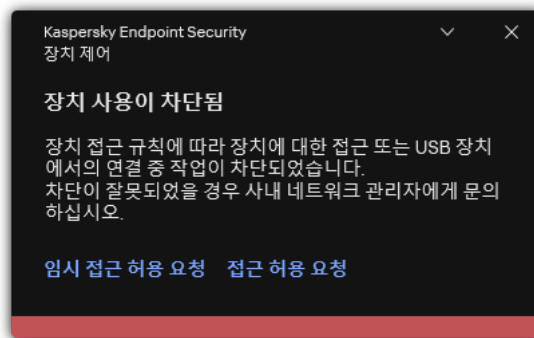 Kaspersky Endpoint Security
장치 제어
장치 사용이 차단됨
장치 접근 규칙에 따라 장치에 대한 접근 또는 USB 장치
에서의 연결 중 작업이 차단되었습니다.
차단이 잘못되었을 경우 사내 네트워크 관리자에게 문의
하십시오.
임시 접근 허용 요청 접근 허용 요청